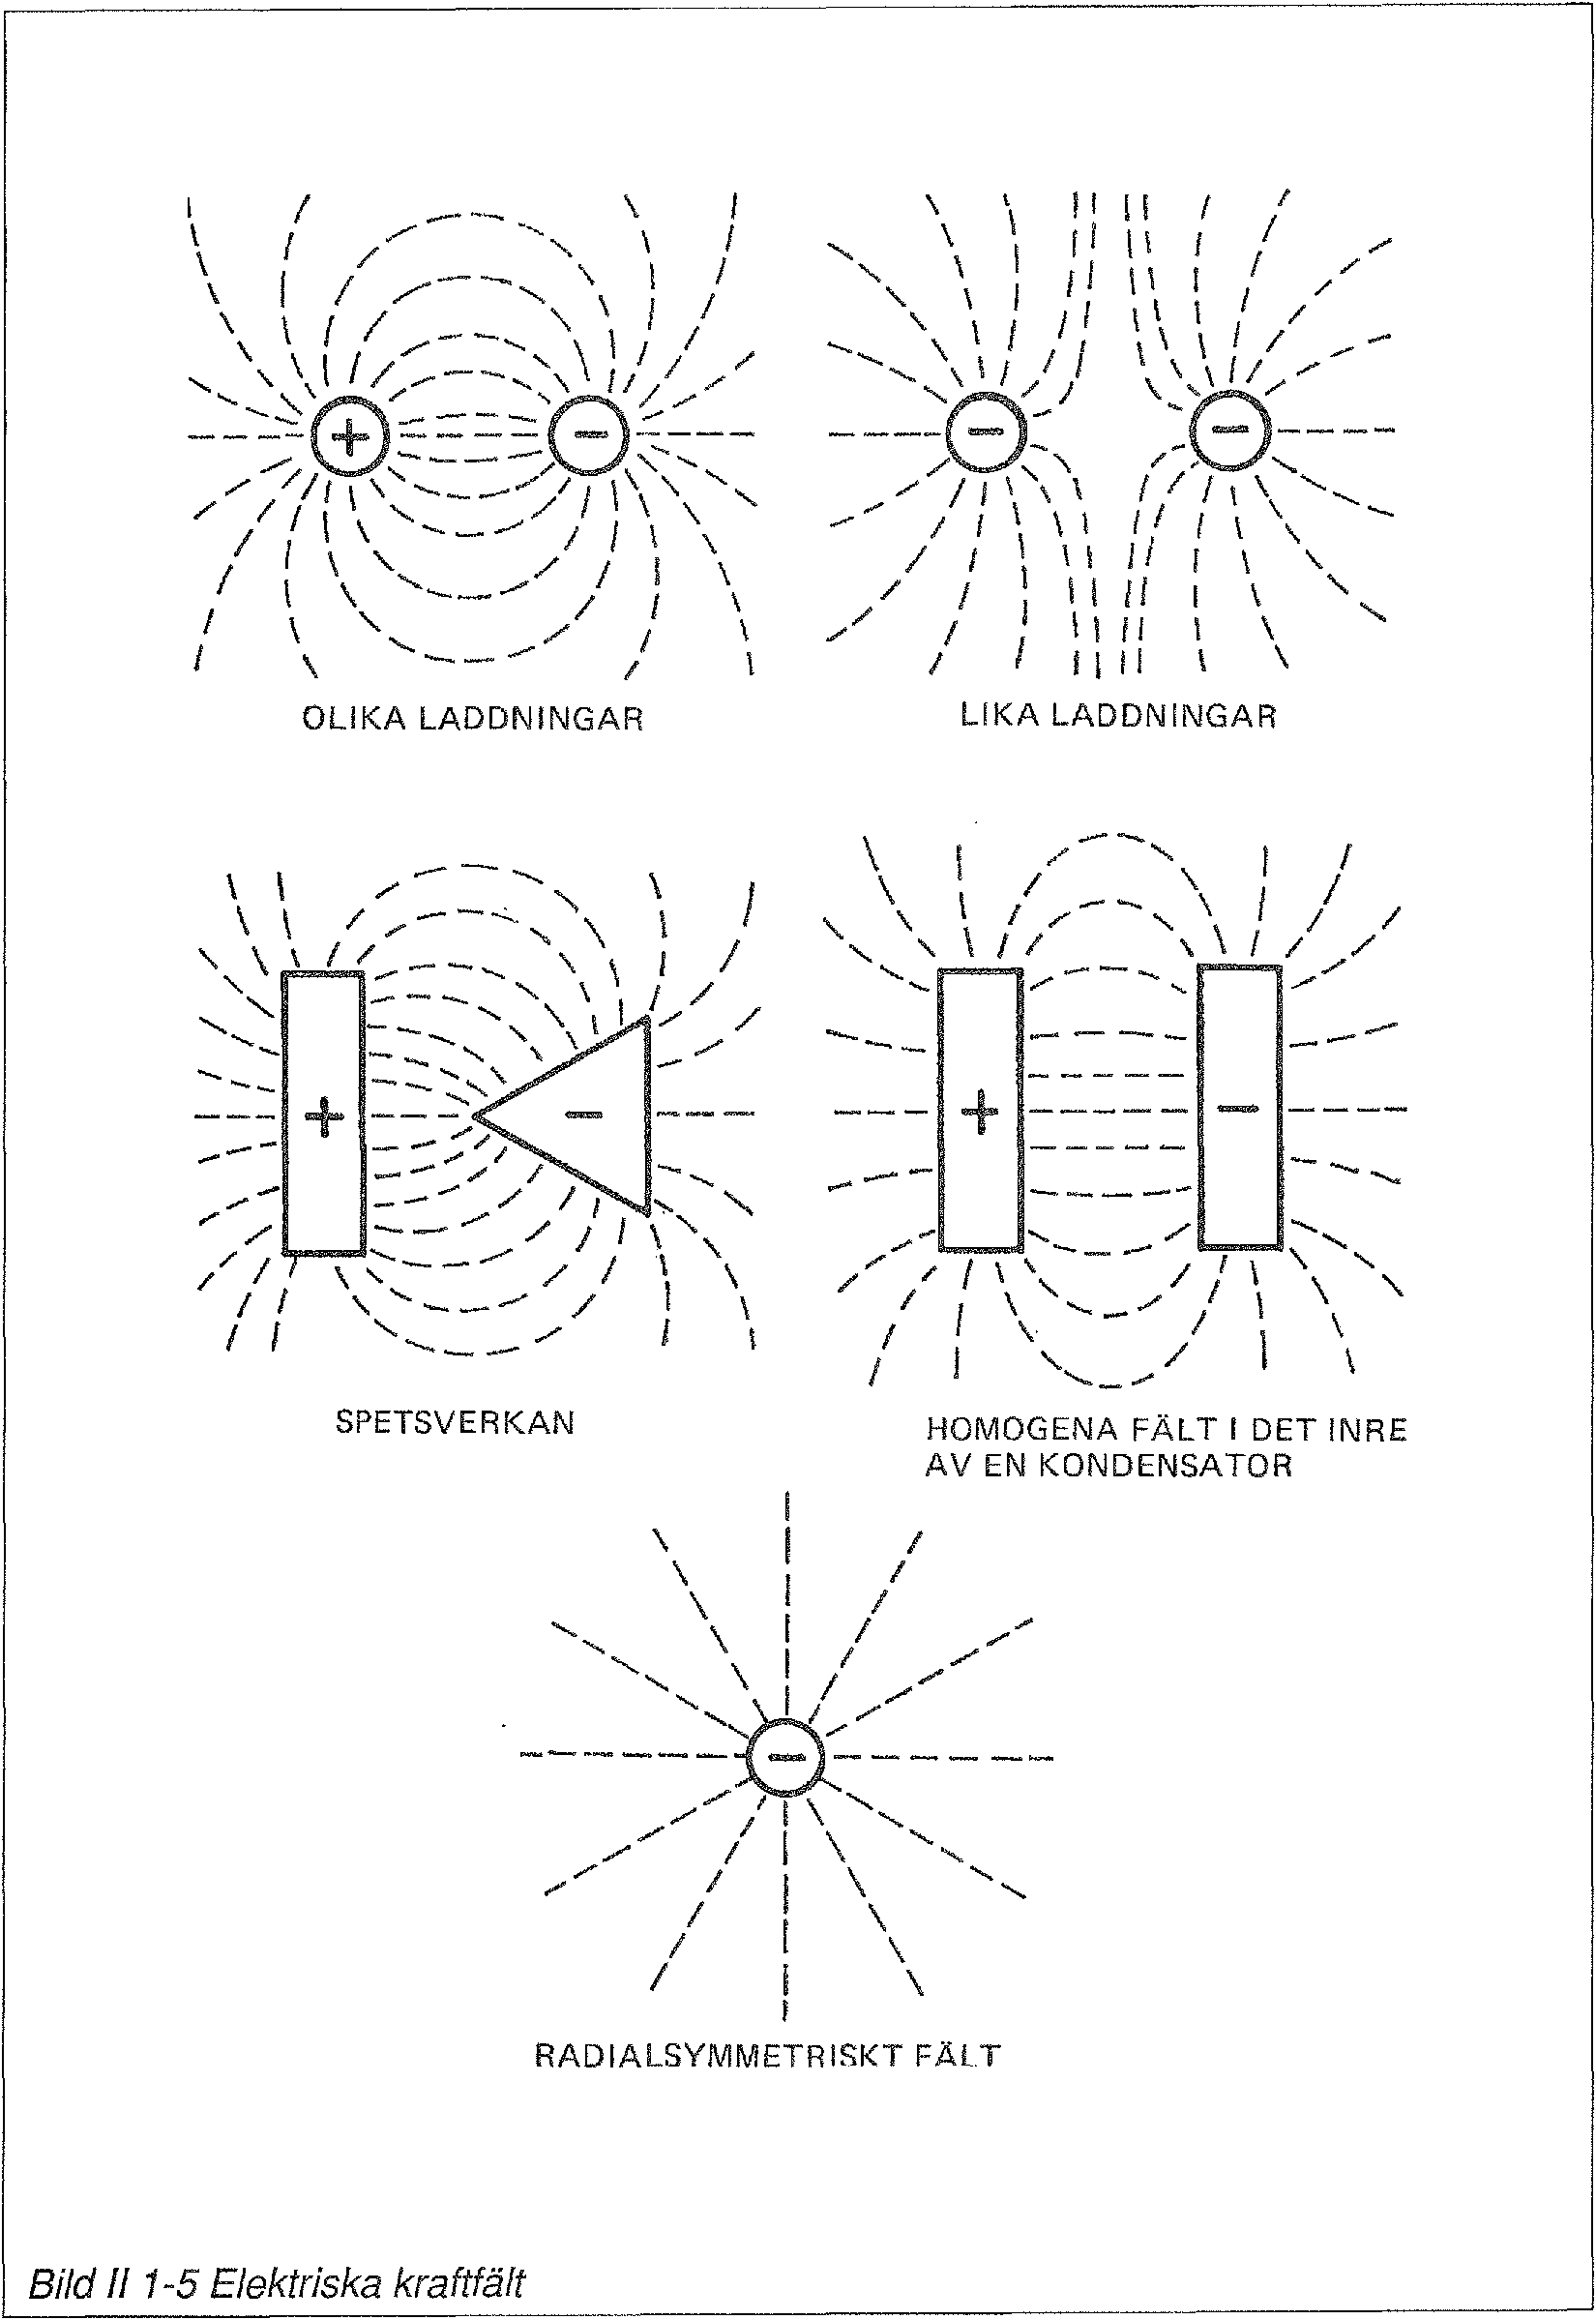 + -
- -
OLIKA LADDNINGAR
LIKA LADDNINGAR
+ -
+ -
SPETSVERKAN
HOMOGENA FÄLT I DET INRE
AV EN KONDENSATOR
-
RADIALSYMMETRISKT FÄLT
Bild II 1-5 Elektriska kraftfält